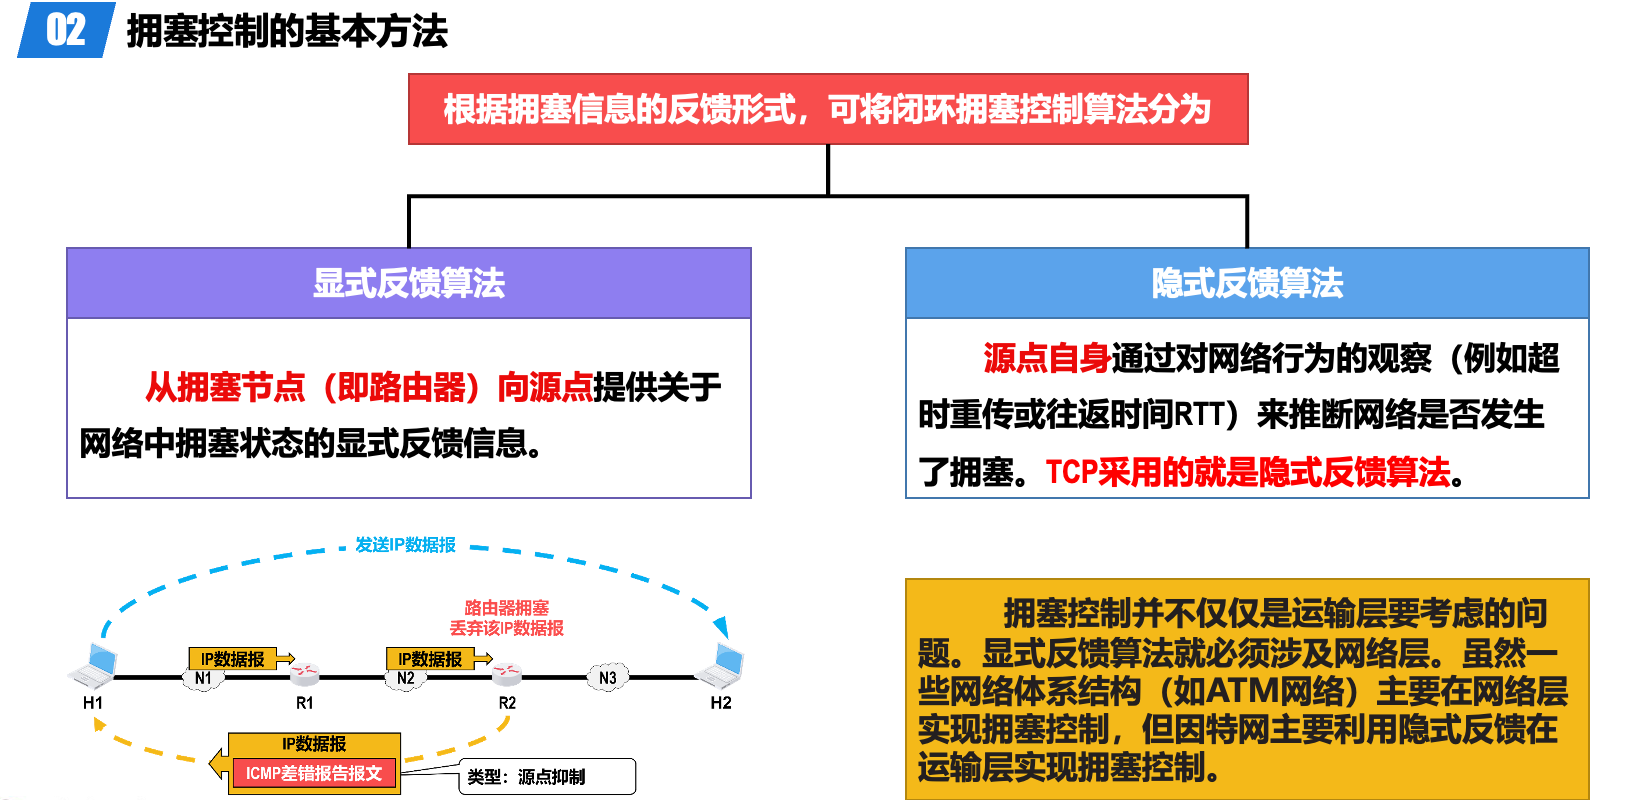 02 拥塞控制的基本方法
根据拥塞信息的反馈形式，可将闭环拥塞控制算法分为
显式反馈算法
从拥塞节点（即路由器）向源点提供关于
网络中拥塞状态的显式反馈信息。
隐式反馈算法
源点自身通过对网络行为的观察（例如超
时重传或往返时间RTT）来推断网络是否发生
了拥塞。TCP采用的就是隐式反馈算法。
发送IP数据报
路由器拥塞
丢弃该IP数据报
IP数据报
IP数据报
N1
N2
N3
H1
R1
R2
H2
IP数据报
ICMP差错报告报文
类型：源点抑制
拥塞控制并不仅仅是运输层要考虑的问
题。显式反馈算法就必须涉及网络层。虽然一
些网络体系结构（如ATM网络）主要在网络层
实现拥塞控制，但因特网主要利用隐式反馈在
运输层实现拥塞控制。